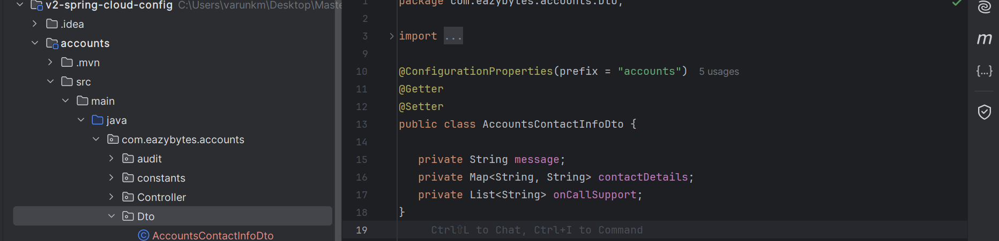 v2-spring-cloud-config C:\Users\varunkm\Desktop\Maste
.idea
accounts
.mvn
src
main
java
com.eazybytes.accounts
audit
constants
Controller
Dto
AccountsContactInfoDto
1 package com.eazybytes.accounts.Dto;
2
3 import ...
9
10 @ConfigurationProperties(prefix = "accounts") 5 usages
11 @Getter
12 @Setter
13 public class AccountsContactInfoDto {
14
15 private String message;
16 private Map<String, String> contactDetails;
17 private List<String> onCallSupport;
18 }
19 Ctrl⇧L to Chat, Ctrl+I to Command
m
{...}